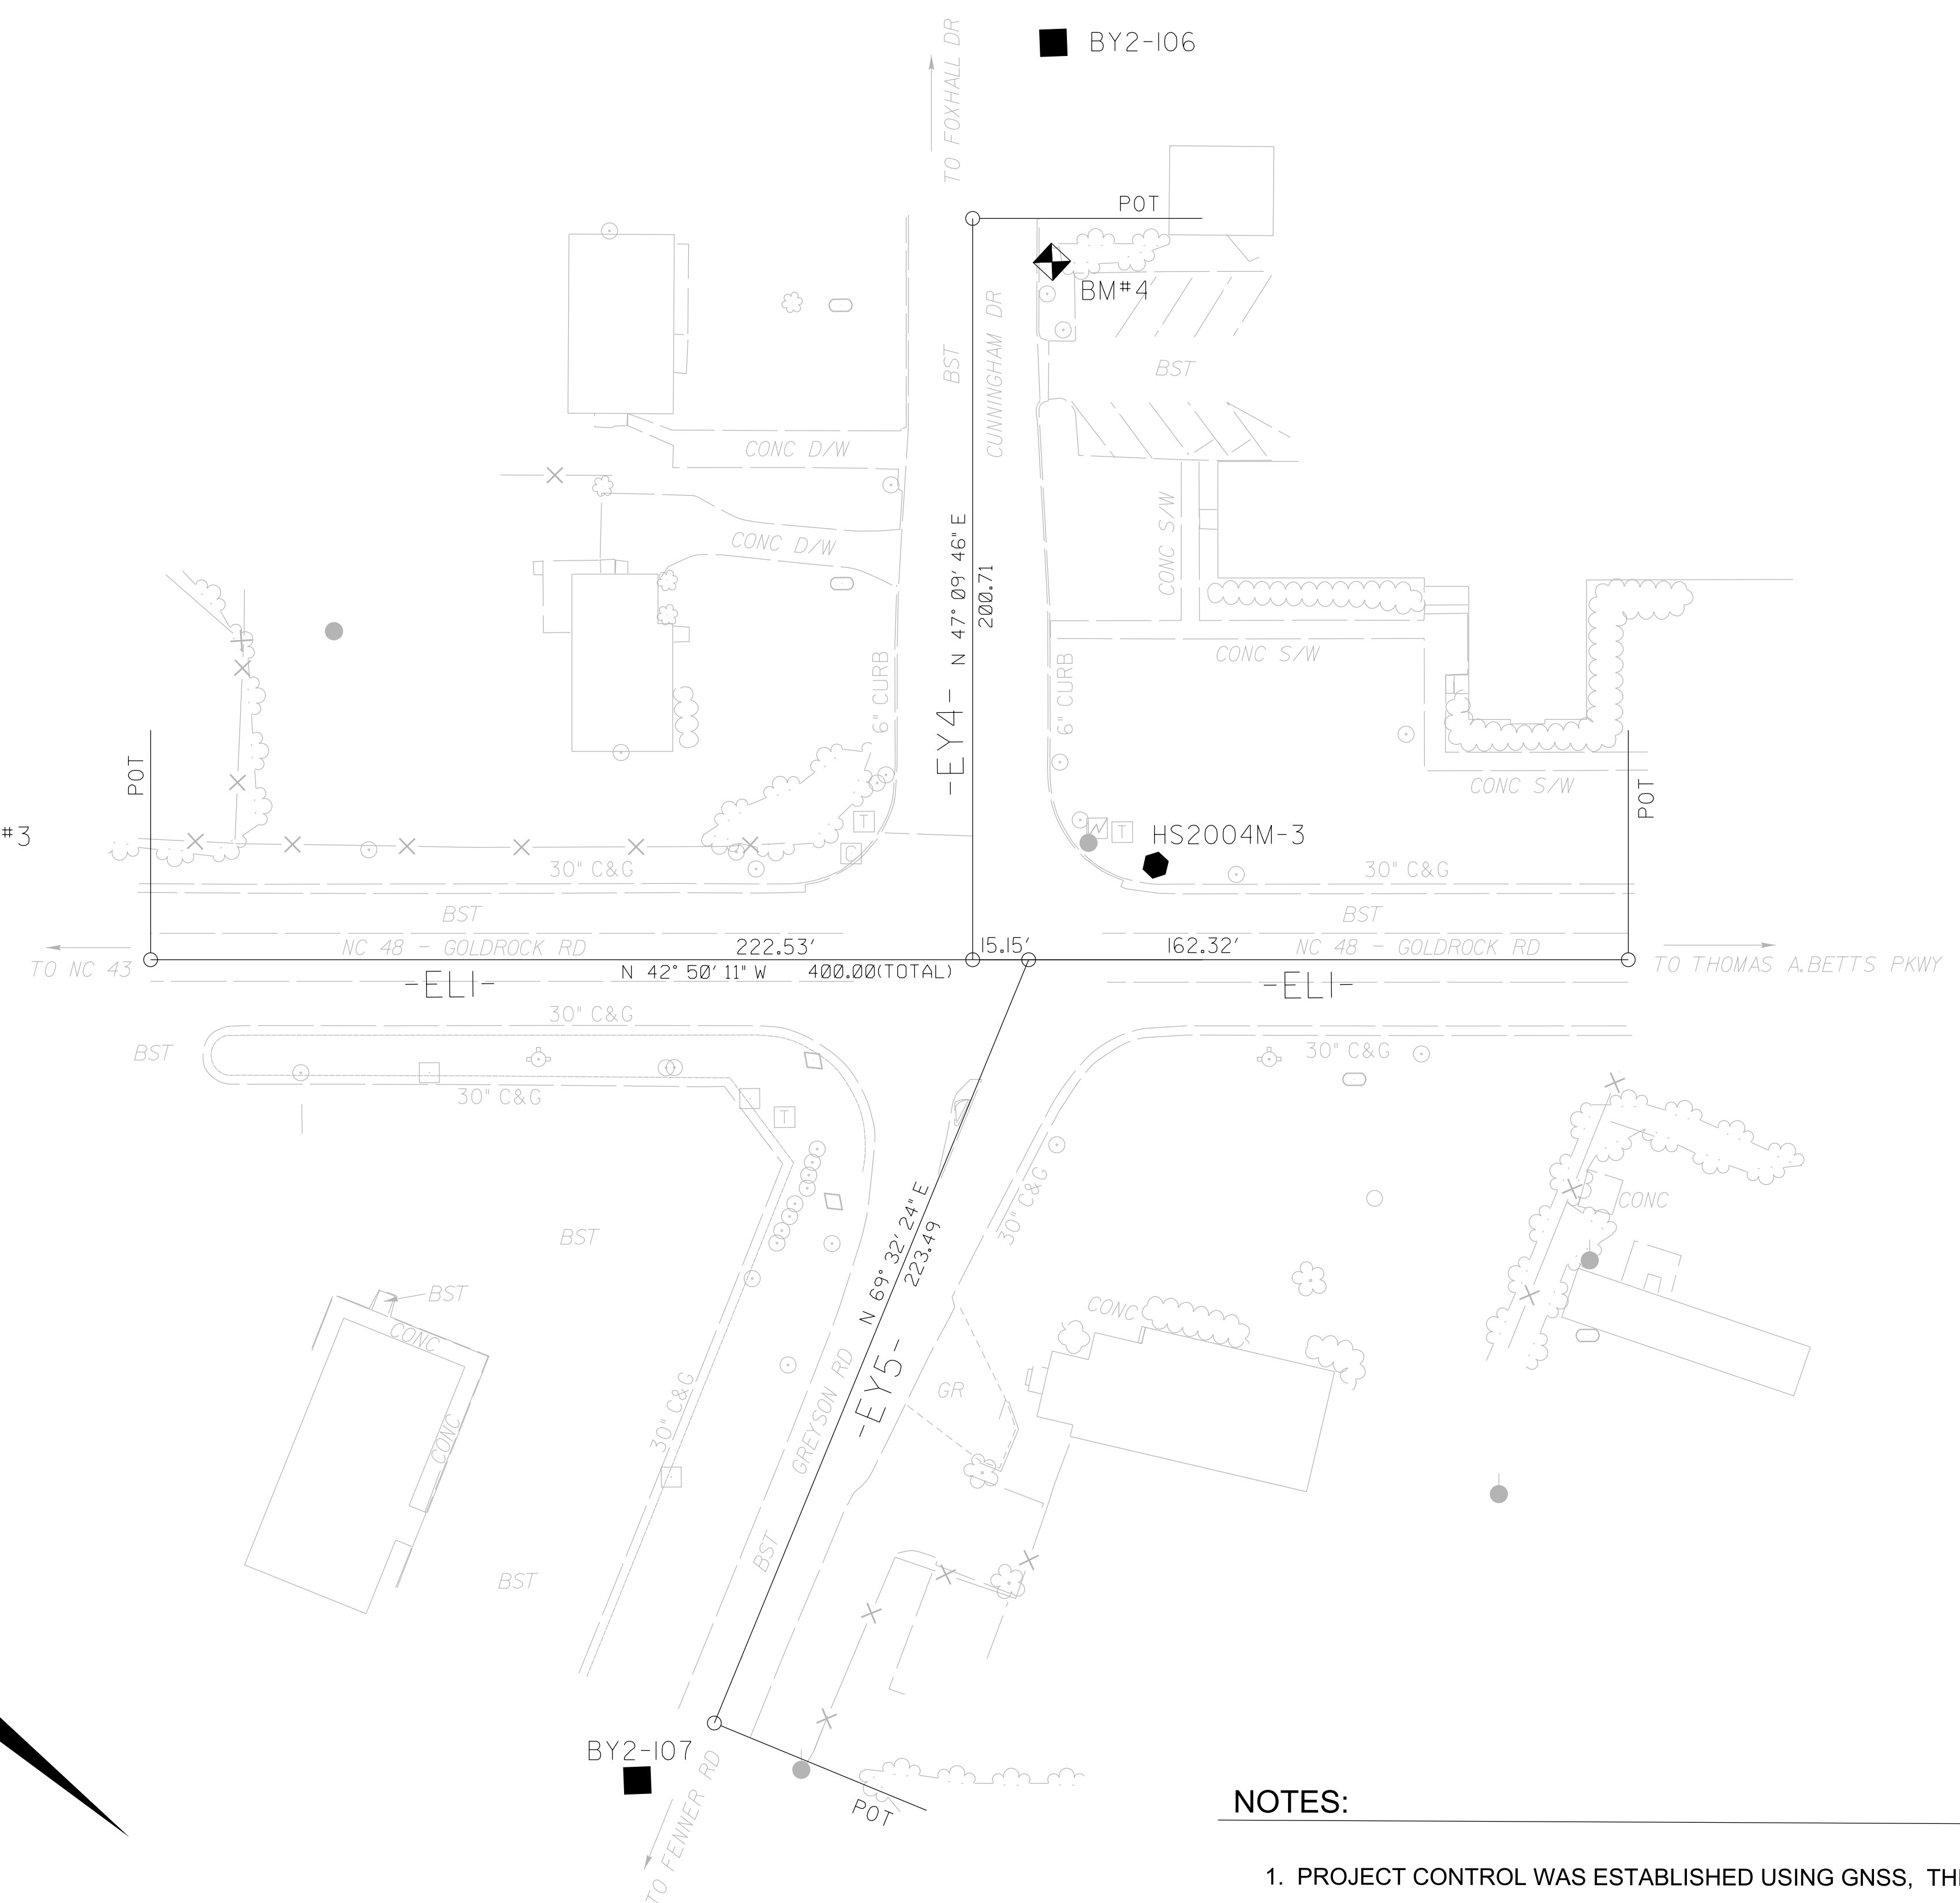 BY2-106
TO FOXHALL DR
POT
BM#4
CUNNINGHAM DR
BST
BST
CONC D/W
CONC D/W
CONC S/W
N 47° 09' 46" E
200.71
-EY4-
6" CURB
6" CURB
CONC S/W
CONC S/W
POT
POT
#3
T
C
T
HS2004M-3
30" C&G
30" C&G
BST
BST
NC 48 - GOLDROCK RD
222.53'
15.15'
162.32'
NC 48 - GOLDROCK RD
TO NC 43
N 42° 50' 11" W
400.00(TOTAL)
TO THOMAS A.BETTS PKWY
-EL1-
-EL1-
30" C&G
BST
30" C&G
30" C&G
T
30" C&G
CONC
N 69° 32' 24" E
223.49
BST
BST
CONC
CONC
CONC
-EY5-
GREYSON RD
30" C&G
GR
BST
BST
BY2-107
POT
TO FENNER RD
NOTES:
1. PROJECT CONTROL WAS ESTABLISHED USING GNSS,